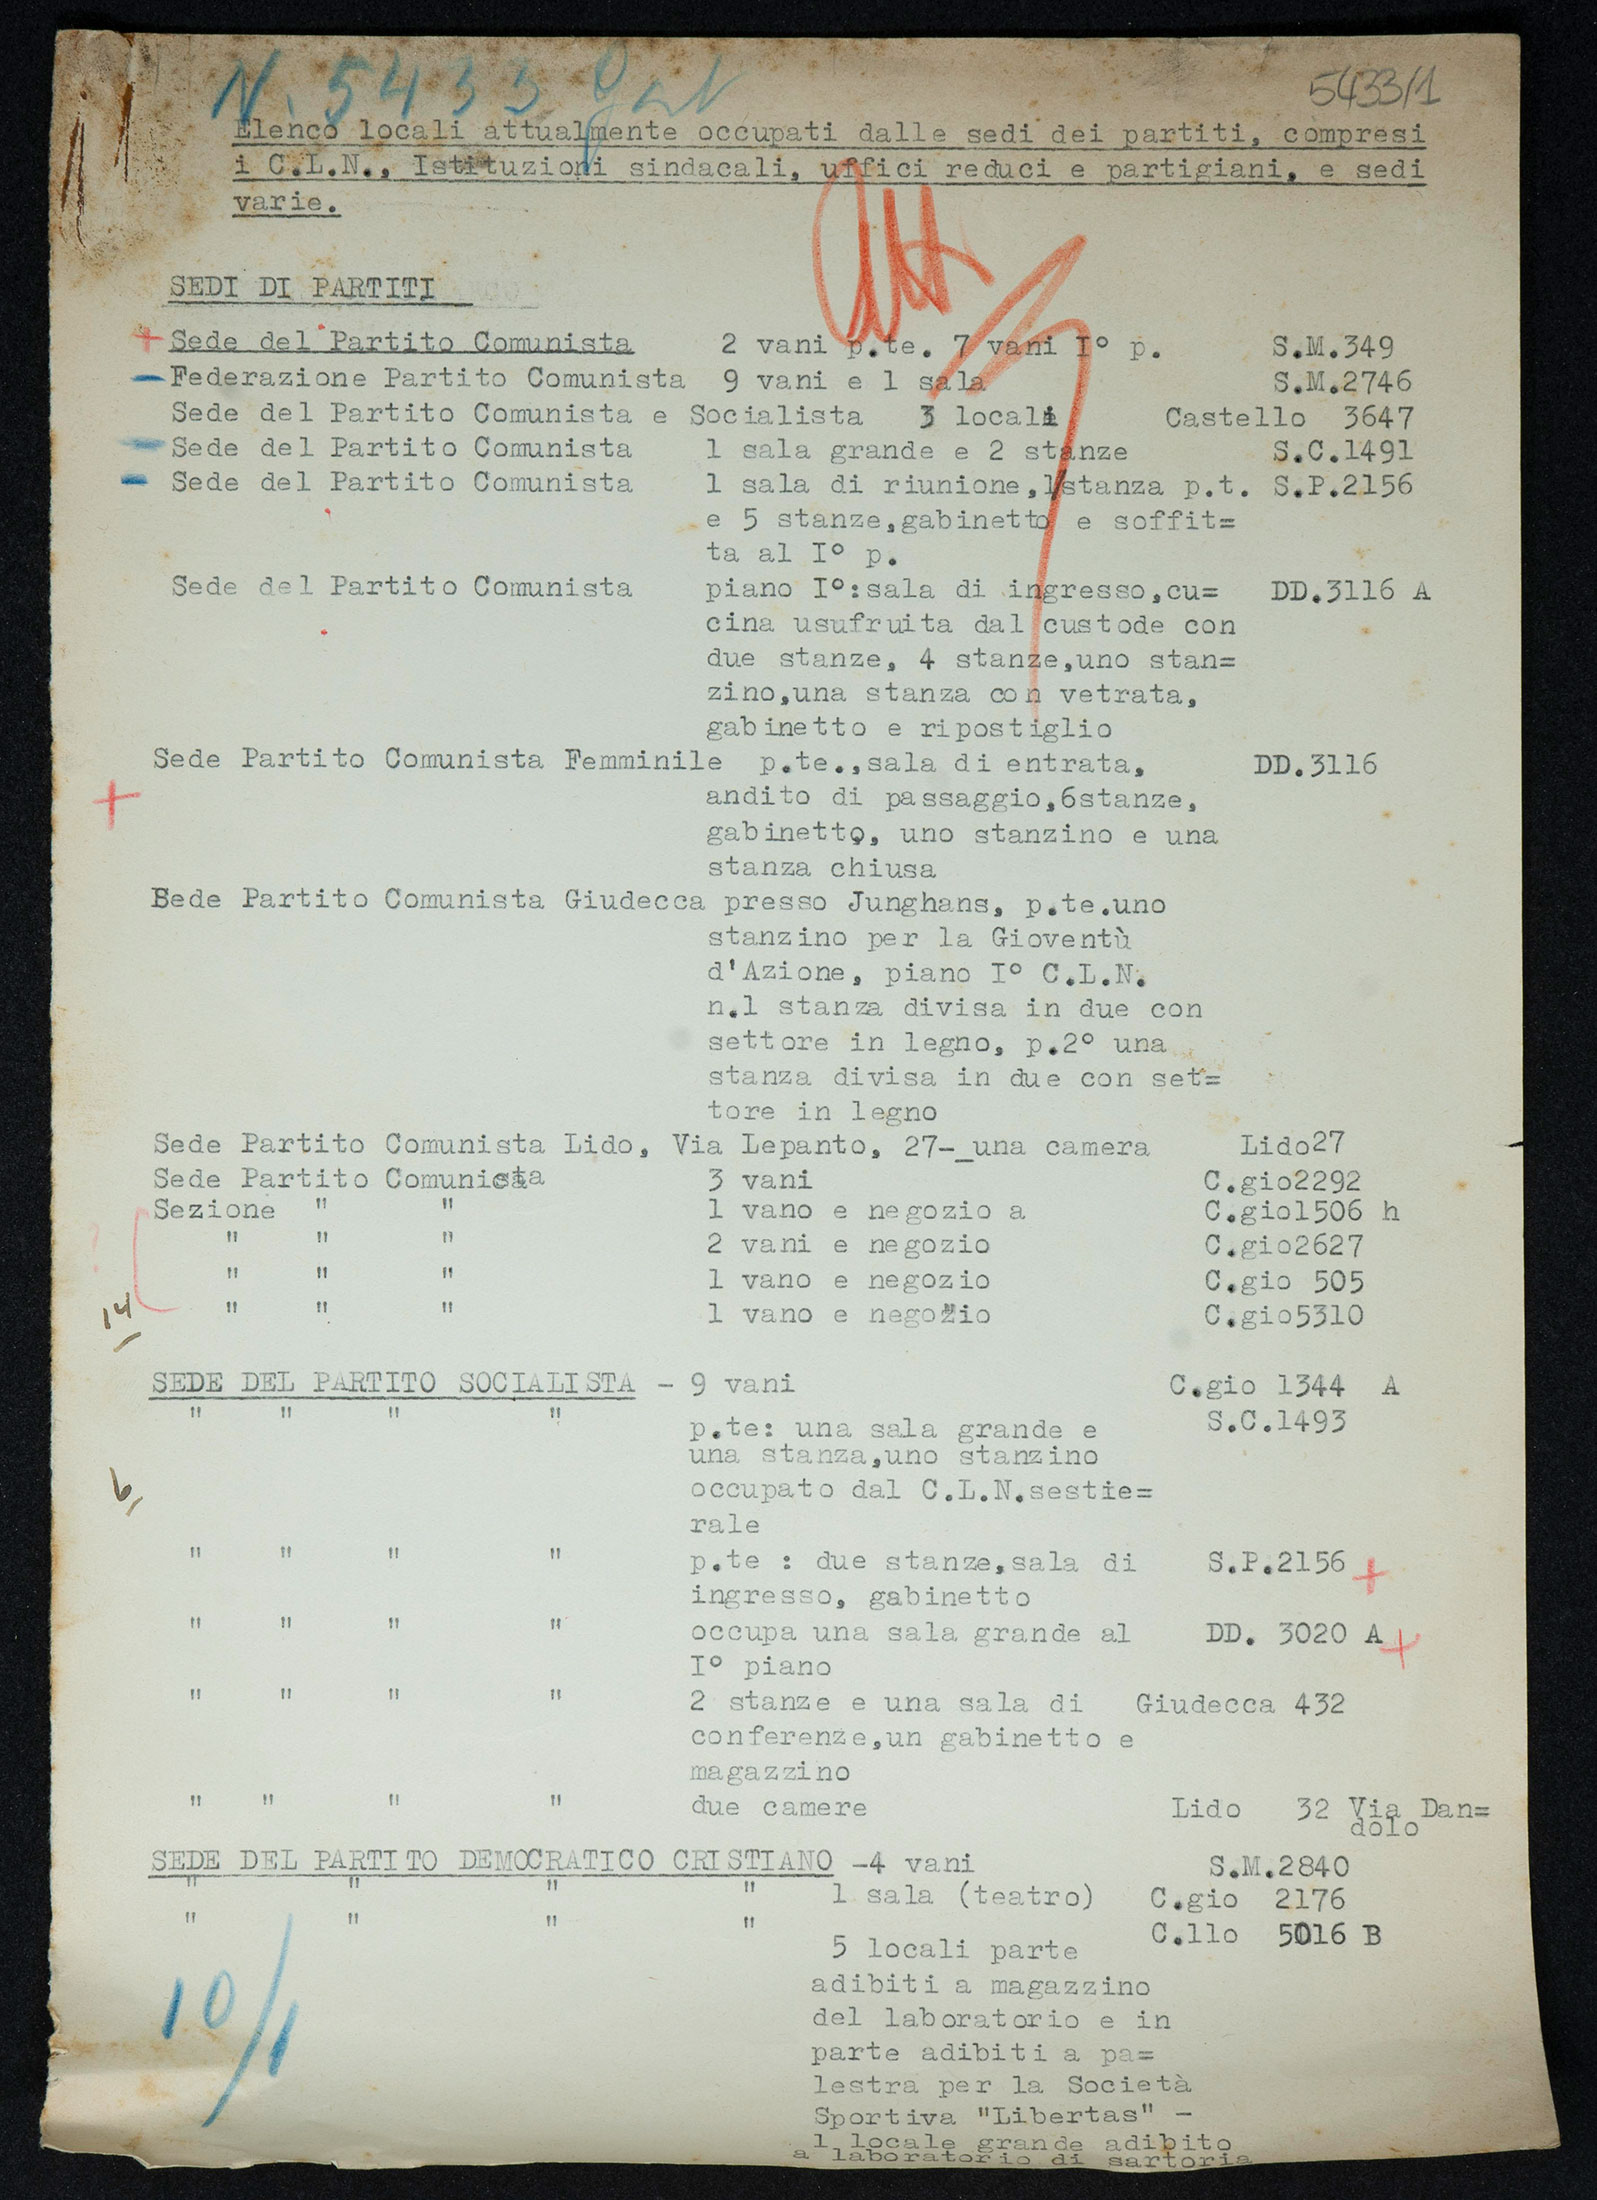 N. 5433 Gab
5433/1
Elenco locali attualmente occupati dalle sedi dei partiti, compresi
i C.L.N., Istituzioni sindacali, uffici reduci e partigiani, e sedi
varie.
SEDI DI PARTITI
+ Sede del Partito Comunista 2 vani p.te. 7 vani I° p. S.M.349
- Federazione Partito Comunista 9 vani e 1 sala S.M.2746
Sede del Partito Comunista e Socialista 3 locali Castello 3647
- Sede del Partito Comunista 1 sala grande e 2 stanze S.C.1491
- Sede del Partito Comunista 1 sala di riunione,1stanza p.t. S.P.2156
e 5 stanze,gabinetto e soffit=
ta al I° p.
Sede del Partito Comunista piano I°:sala di ingresso,cu= DD.3116 A
cina usufruita dal custode con
due stanze, 4 stanze,uno stan=
zino,una stanza con vetrata,
gabinetto e ripostiglio
Sede Partito Comunista Femminile p.te.,sala di entrata, DD.3116
+ andito di passaggio,6stanze,
gabinetto, uno stanzino e una
stanza chiusa
Sede Partito Comunista Giudecca presso Junghans, p.te.uno
stanzino per la Gioventù
d'Azione, piano I° C.L.N.
n.1 stanza divisa in due con
settore in legno, p.2° una
stanza divisa in due con set=
tore in legno
Sede Partito Comunista Lido, Via Lepanto, 27-_una camera Lido27
Sede Partito Comunista 3 vani C.gio2292
Sezione " " 1 vano e negozio a C.gio1506 h
" " " 2 vani e negozio C.gio2627
" " " 1 vano e negozio C.gio 505
" " " 1 vano e negozio C.gio5310
14
SEDE DEL PARTITO SOCIALISTA - 9 vani C.gio 1344 A
" " " " p.te: una sala grande e S.C.1493
una stanza,uno stanzino
6 occupato dal C.L.N.sestie=
rale
" " " " p.te : due stanze,sala di S.P.2156 +
ingresso, gabinetto
" " " " occupa una sala grande al DD. 3020 A +
I° piano
" " " " 2 stanze e una sala di Giudecca 432
conferenze,un gabinetto e
magazzino
" " " " due camere Lido 32 Via Dan=
dolo
SEDE DEL PARTITO DEMOCRATICO CRISTIANO -4 vani S.M.2840
" " " " 1 sala (teatro) C.gio 2176
" " " " C.llo 5016 B
5 locali parte
adibiti a magazzino
del laboratorio e in
parte adibiti a pa=
lestra per la Società
Sportiva "Libertas" -
1 locale grande adibito
a laboratorio di sartoria
10/1